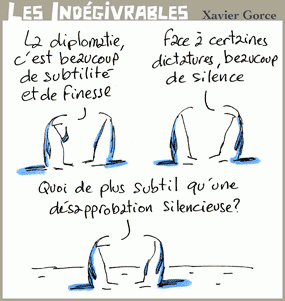 LES INDÉGIVRABLES
Xavier Gorce
La diplomatie,
c'est beaucoup
de subtilité
et de finesse
Face à certaines
dictatures, beaucoup
de silence
Quoi de plus subtil qu'une
désapprobation silencieuse?